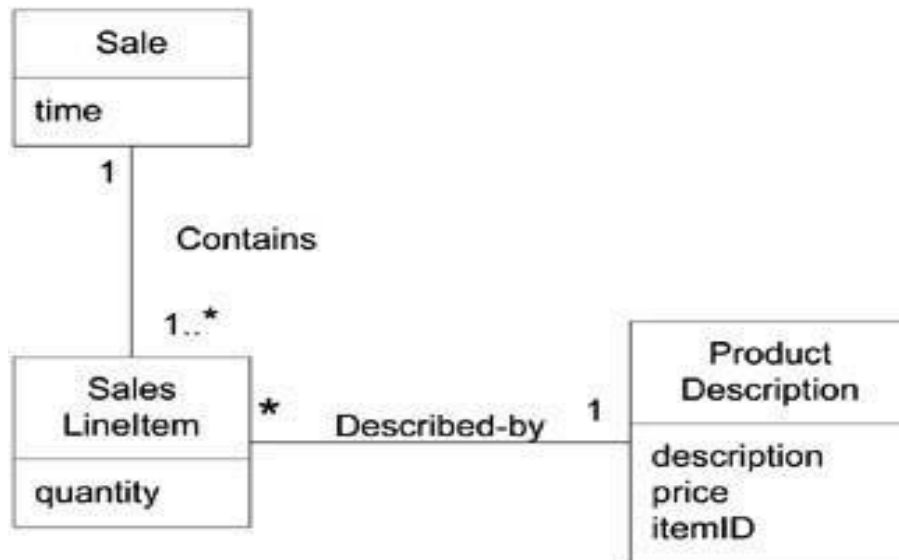 Sale
time
1
Contains
1..*
Sales
LineItem
quantity
*
Described-by
1
Product
Description
description
price
itemID